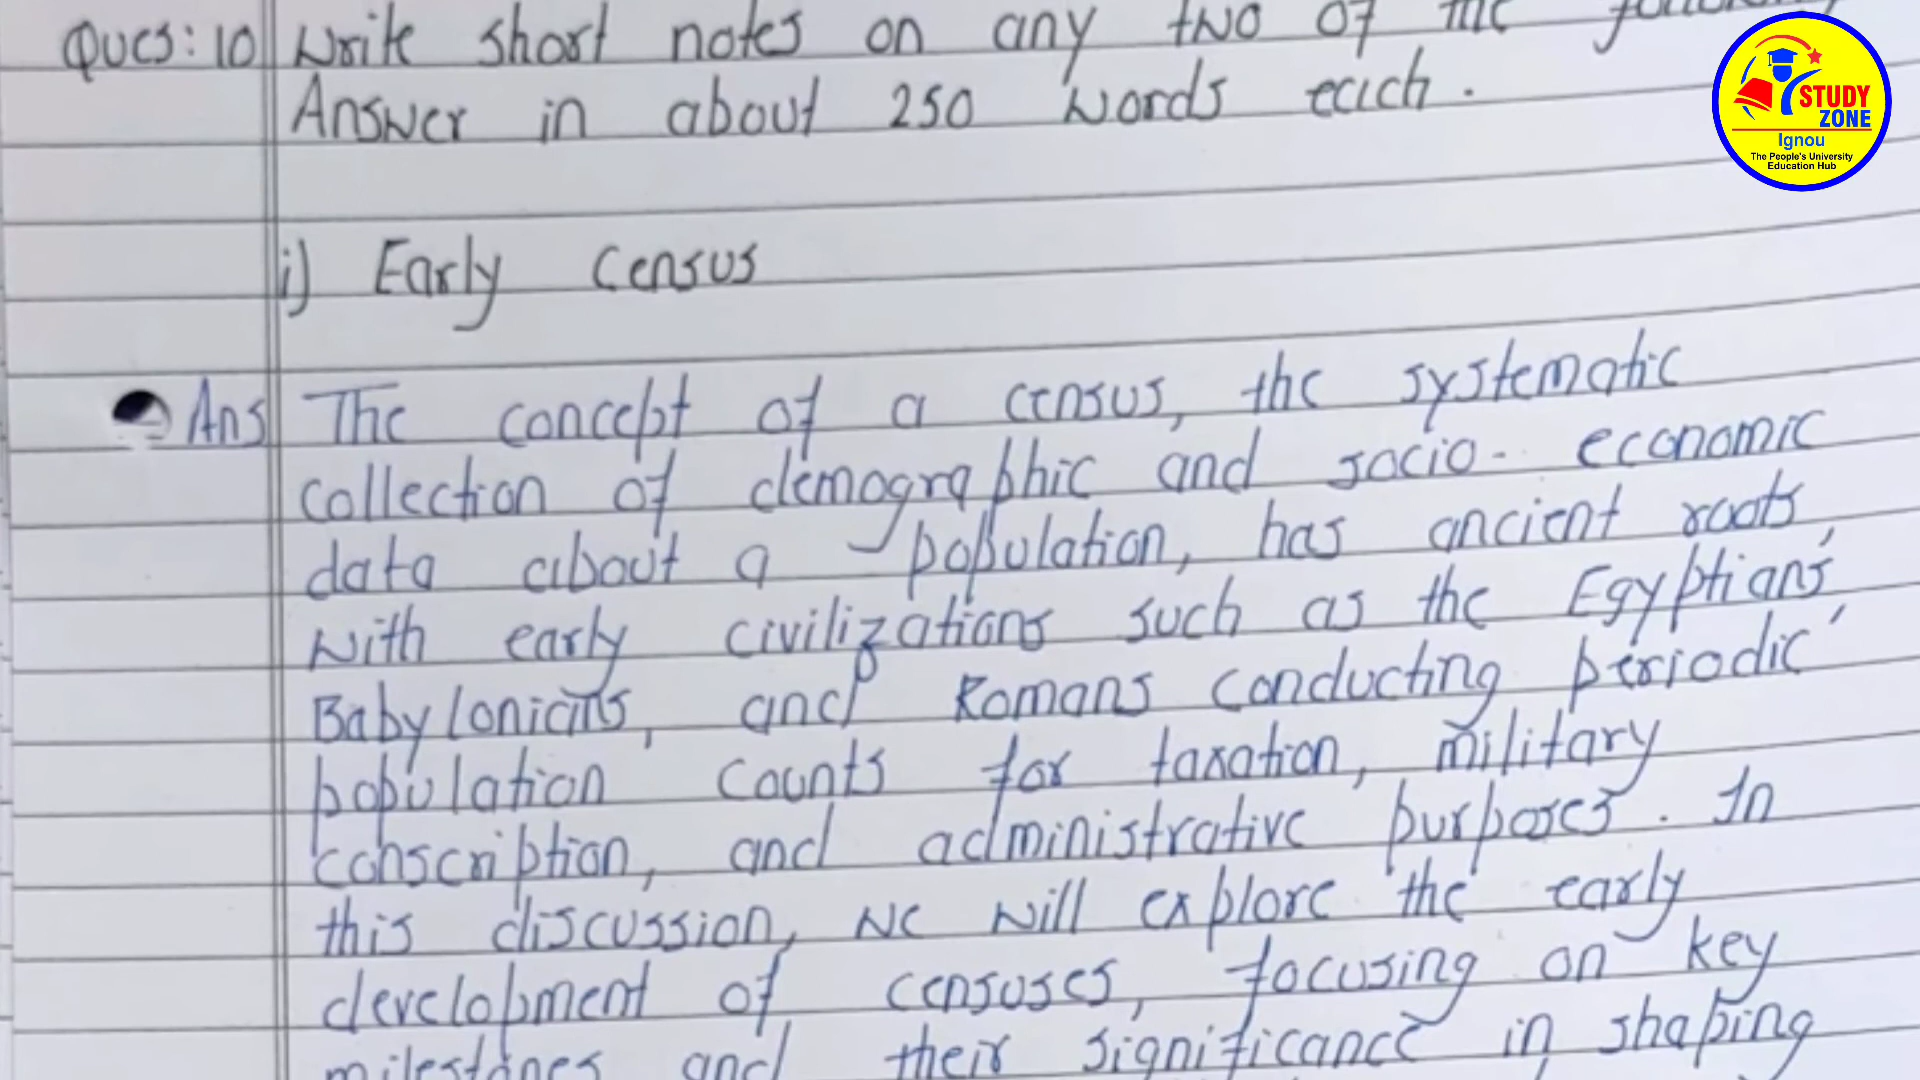 Ques: 10 Write short notes on any two of the
Answer in about 250 words each.
i) Early Census
Ans The concept of a census, the systematic
collection of demographic and socio- economic
data about a population, has ancient roots,
with early civilizations such as the Egyptians,
Babylonians, and Romans conducting periodic
population counts for taxation, military
conscription, and administrative purposes. In
this discussion, we will explore the early
development of censuses, focusing on key
milestones and their significance in shaping
STUDY
ZONE
Ignou
The People's University
Education Hub